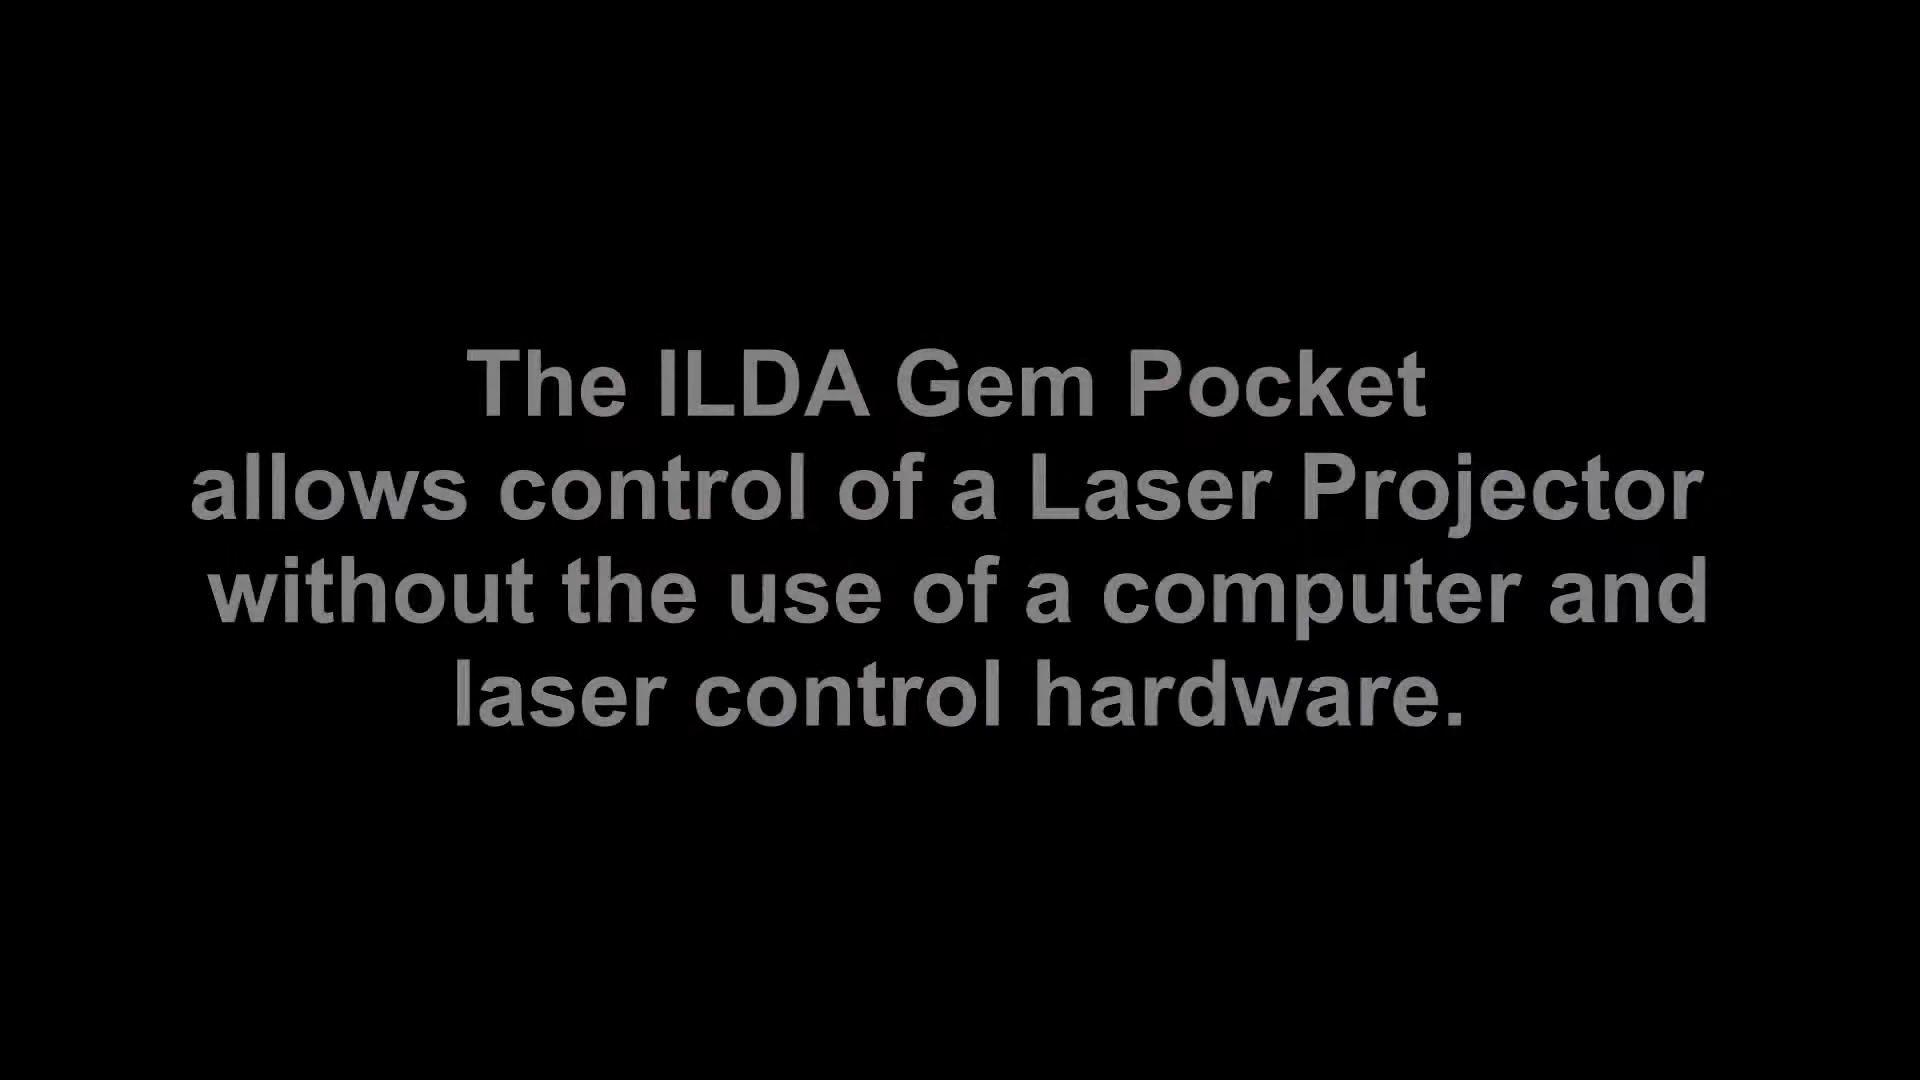 The ILDA Gem Pocket
allows control of a Laser Projector
without the use of a computer and
laser control hardware.